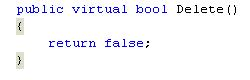 public virtual bool Delete()
{
    return false;
}